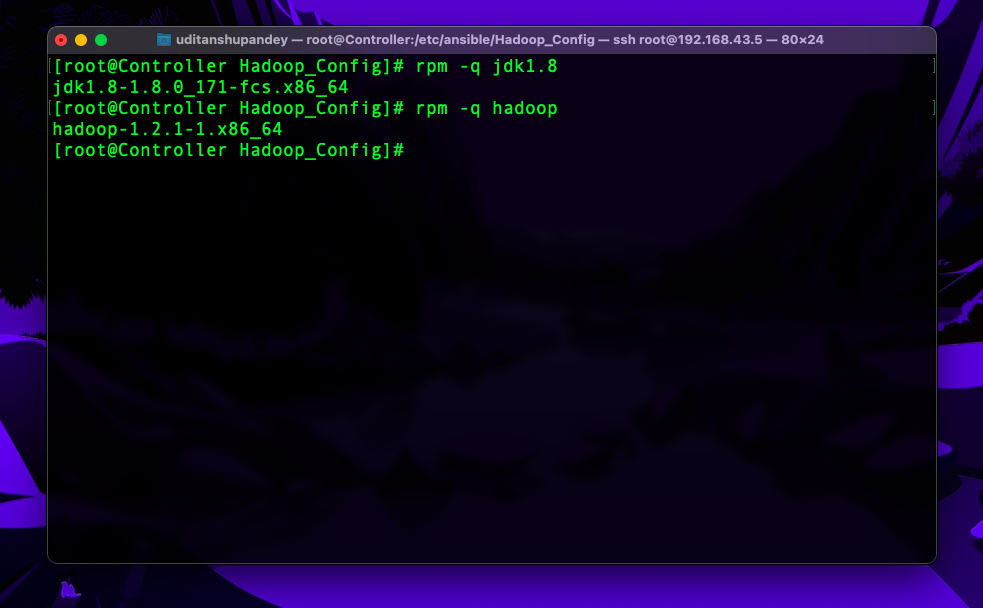 uditanshupandey — root@Controller:/etc/ansible/Hadoop_Config — ssh root@192.168.43.5 — 80×24
[root@Controller Hadoop_Config]# rpm -q jdk1.8
jdk1.8-1.8.0_171-fcs.x86_64
[root@Controller Hadoop_Config]# rpm -q hadoop
hadoop-1.2.1-1.x86_64
[root@Controller Hadoop_Config]#